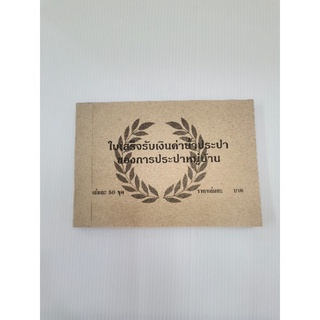 ใบเสร็จรับเงินค่าน้ำประปา
ของการประปาหมู่บ้าน
เล่มละ 50 ชุด ราคาเล่มละ บาท